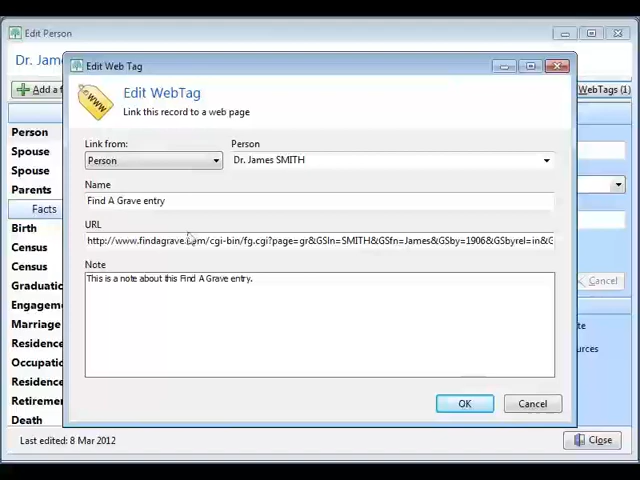 Edit Person
Dr. Jame
Edit Web Tag
WWW
Edit WebTag
Link this record to a web page
Add a f
WebTags (1)
Link from:
Person
Person
Dr. James SMITH
Name
Find A Grave entry
URL
http://www.findagrave.com/cgi-bin/fg.cgi?page=gr&GSln=SMITH&GSfn=James&GSby=1906&GSbyrel=in&G
Note
This is a note about this Find A Grave entry.
Person
Spouse
Spouse
Parents
Facts
Birth
Census
Census
Graduatio
Engageme
Marriage
Residence
Occupatio
Residence
Retiremen
Death
Cancel
te
ources
OK
Cancel
Last edited: 8 Mar 2012
Close